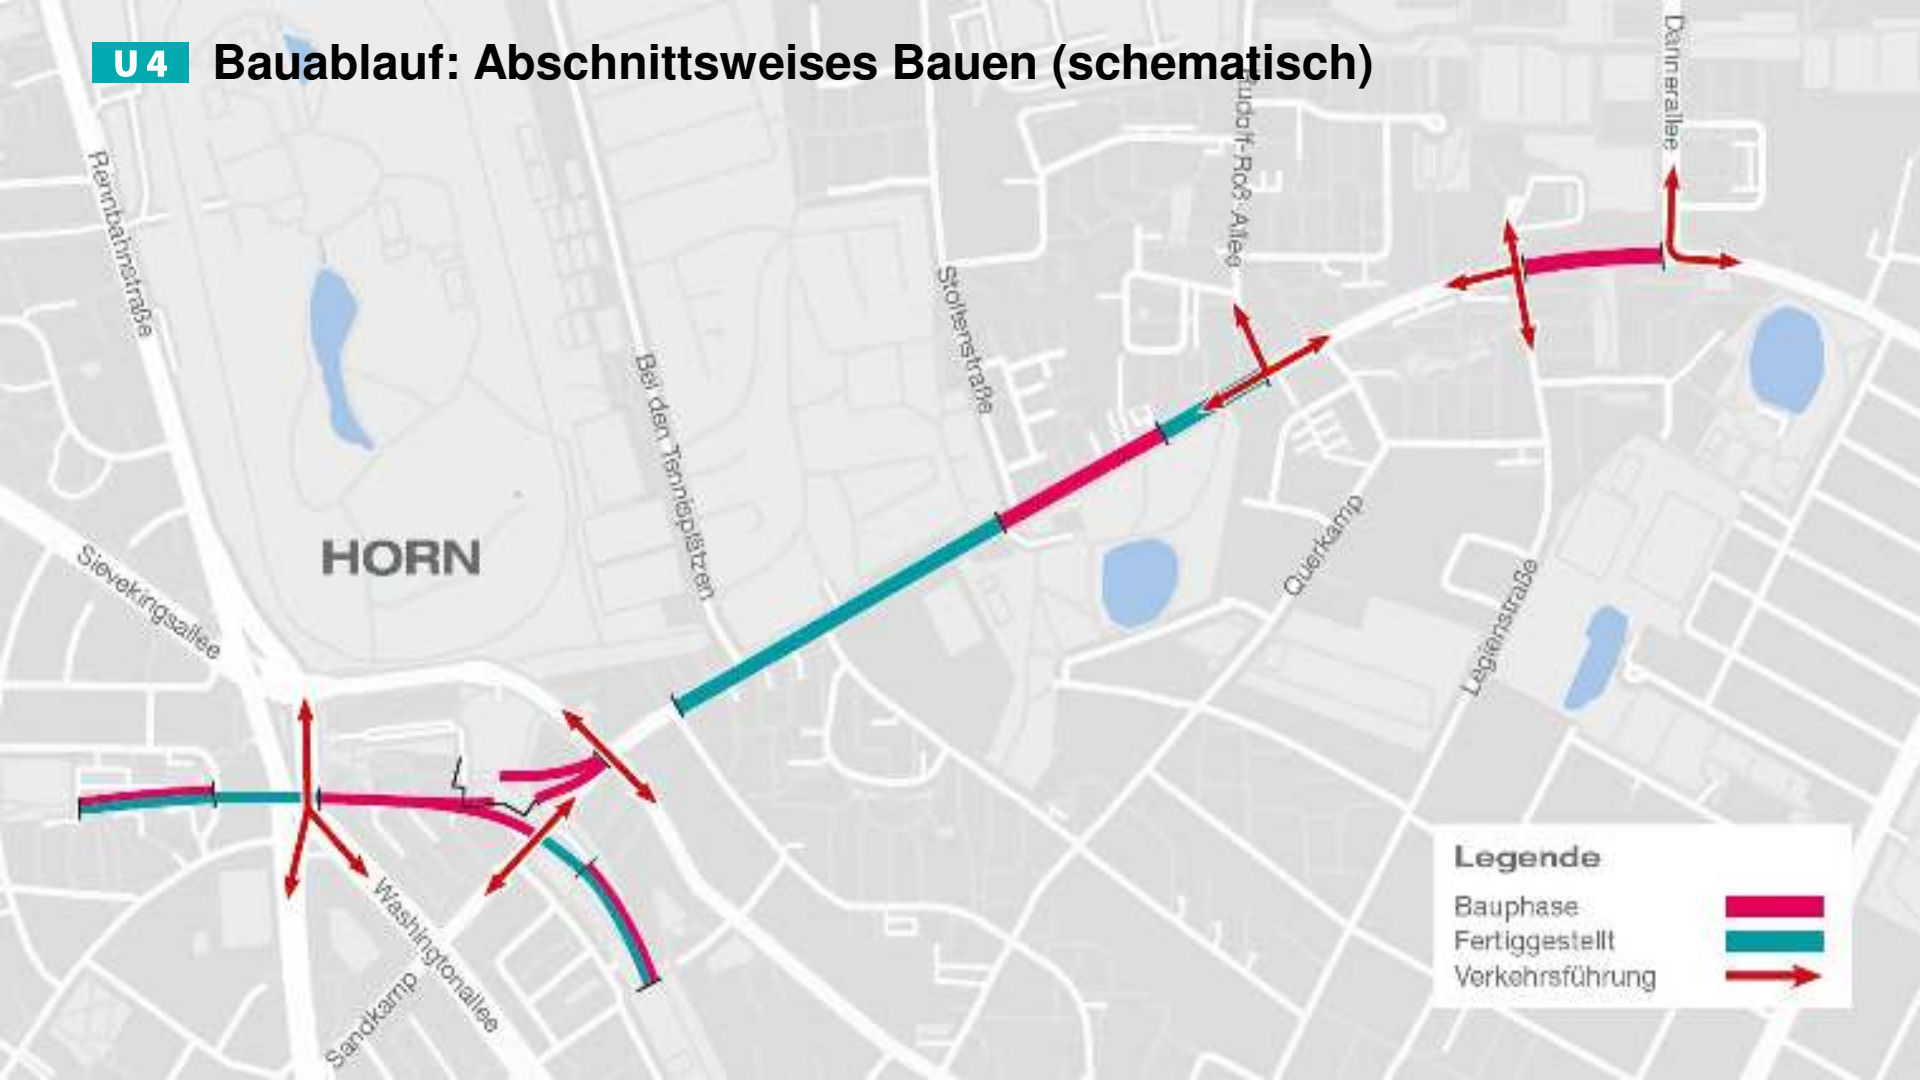 U 4 Bauablauf: Abschnittsweises Bauen (schematisch)
Dannerallee
Rudolf-Roß-Allee
Rennbahnstraße
Stoltenstraße
Bei den Tennisplätzen
HORN
Querkamp
Sievekingsallee
Legienstraße
Washingtonallee
Sandkamp
Legende
Bauphase
Fertiggestellt
Verkehrsführung